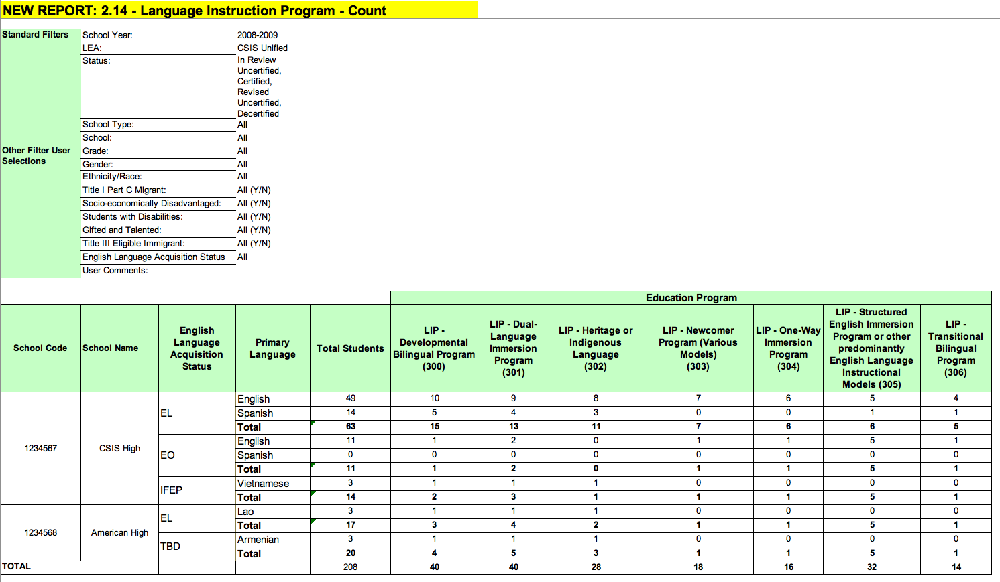 NEW REPORT: 2.14 - Language Instruction Program - Count
Standard Filters School Year: 2008-2009
LEA: CSIS Unified
Status: In Review
Uncertified,
Certified,
Revised
Uncertified,
Decertified
School Type: All
School: All
Other Filter User Selections Grade: All
Gender: All
Ethnicity/Race: All
Title I Part C Migrant: All (Y/N)
Socio-economically Disadvantaged: All (Y/N)
Students with Disabilities: All (Y/N)
Gifted and Talented: All (Y/N)
Title III Eligible Immigrant: All (Y/N)
English Language Acquisition Status All
User Comments:
Education Program
School Code
School Name
English
Language
Acquisition
Status
Primary
Language
Total Students
LIP -
Developmental
Bilingual Program
(300)
LIP - Dual-
Language
Immersion
Program
(301)
LIP - Heritage or
Indigenous
Language
(302)
LIP - Newcomer
Program (Various
Models)
(303)
LIP - One-Way
Immersion
Program
(304)
LIP - Structured
English Immersion
Program or other
predominantly
English Language
Instructional
Models (305)
LIP -
Transitional
Bilingual
Program
(306)
1234567 CSIS High
EL
English 49 10 9 8 7 6 5 4
Spanish 14 5 4 3 0 0 1 1
Total 63 15 13 11 7 6 6 5
EO
English 11 1 2 0 1 1 5 1
Spanish 0 0 0 0 0 0 0 0
Total 11 1 2 0 1 1 5 1
IFEP
Vietnamese 3 1 1 1 0 0 0 0
Total 14 2 3 1 1 1 5 1
1234568 American High
EL
Lao 3 1 1 1 0 0 0 0
Total 17 3 4 2 1 1 5 1
TBD
Armenian 3 1 1 1 0 0 0 0
Total 20 4 5 3 1 1 5 1
TOTAL 208 40 40 28 18 16 32 14